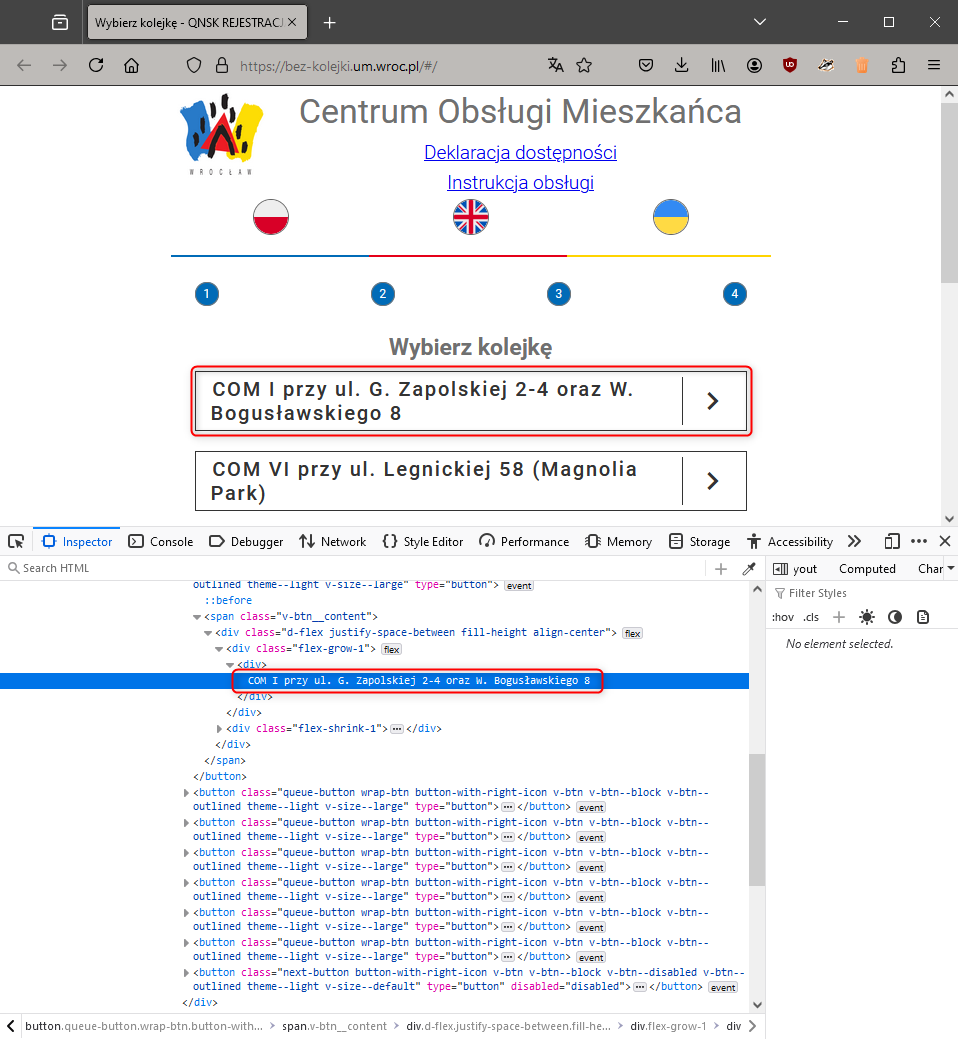 Wybierz kolejkę - QNSK REJESTRACJ
https://bez-kolejki.um.wroc.pl/#/
WROCŁAW
Centrum Obsługi Mieszkańca
Deklaracja dostępności
Instrukcja obsługi
1 2 3 4
Wybierz kolejkę
COM I przy ul. G. Zapolskiej 2-4 oraz W.
Bogusławskiego 8
COM VI przy ul. Legnickiej 58 (Magnolia
Park)
Inspector Console Debugger Network Style Editor Performance Memory Storage Accessibility
Search HTML
yout Computed Char
Filter Styles
:hov .cls
No element selected.
outlined theme--light v-size--large" type="button"> event
::before
<span class="v-btn__content">
<div class="d-flex justify-space-between fill-height align-center"> flex
<div class="flex-grow-1"> flex
<div>
COM I przy ul. G. Zapolskiej 2-4 oraz W. Bogusławskiego 8
</div>
</div>
<div class="flex-shrink-1"> ••• </div>
</div>
</span>
</button>
<button class="queue-button wrap-btn button-with-right-icon v-btn v-btn--block v-btn--
outlined theme--light v-size--large" type="button"> ••• </button> event
<button class="queue-button wrap-btn button-with-right-icon v-btn v-btn--block v-btn--
outlined theme--light v-size--large" type="button"> ••• </button> event
<button class="queue-button wrap-btn button-with-right-icon v-btn v-btn--block v-btn--
outlined theme--light v-size--large" type="button"> ••• </button> event
<button class="queue-button wrap-btn button-with-right-icon v-btn v-btn--block v-btn--
outlined theme--light v-size--large" type="button"> ••• </button> event
<button class="queue-button wrap-btn button-with-right-icon v-btn v-btn--block v-btn--
outlined theme--light v-size--large" type="button"> ••• </button> event
<button class="queue-button wrap-btn button-with-right-icon v-btn v-btn--block v-btn--
outlined theme--light v-size--large" type="button"> ••• </button> event
<button class="next-button button-with-right-icon v-btn v-btn--block v-btn--disabled v-btn--
outlined theme--light v-size--default" type="button" disabled="disabled"> ••• </button> event
</div>
button.queue-button.wrap-btn.button-with-... > span.v-btn__content > div.d-flex.justify-space-between.fill-he... > div.flex-grow-1 > div